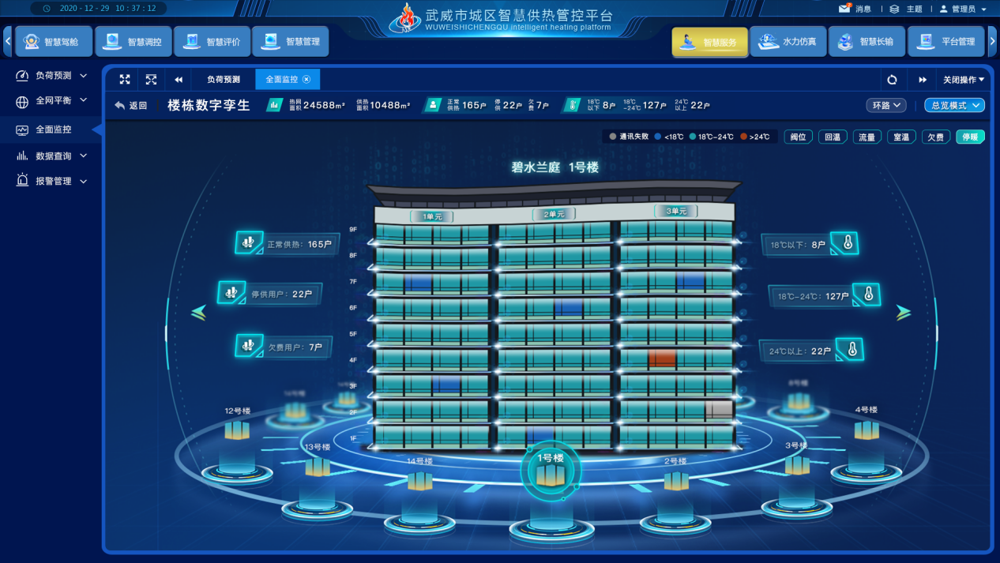 2020-12-29 10:37:12
武威市城区智慧供热管控平台
WUWEISHICHENGQU intelligent heating platform
消息 主题 管理员
智慧驾舱 智慧调控 智慧评价 智慧管理 智慧服务 水力仿真 智慧长输 平台管理
负荷预测
全网平衡
全面监控
数据查询
报警管理
负荷预测 全面监控 关闭操作
返回 楼栋数字孪生 热网面积 24588m² 供热面积 10488m² 正常供热 165户 停供 22户 欠费 7户 18℃以下 8户 18℃-24℃ 127户 24℃以上 22户 环路 总览模式
通讯失败 <18℃ 18℃-24℃ >24℃ 阀位 回温 流量 室温 欠费 停暖
碧水兰庭 1号楼
1单元 2单元 3单元
9F
8F
7F
6F
5F
4F
3F
2F
1F
正常供热: 165户
停供用户: 22户
欠费用户: 7户
18℃以下: 8户
18℃-24℃: 127户
24℃以上: 22户
12号楼
13号楼
14号楼
1号楼
2号楼
3号楼
4号楼